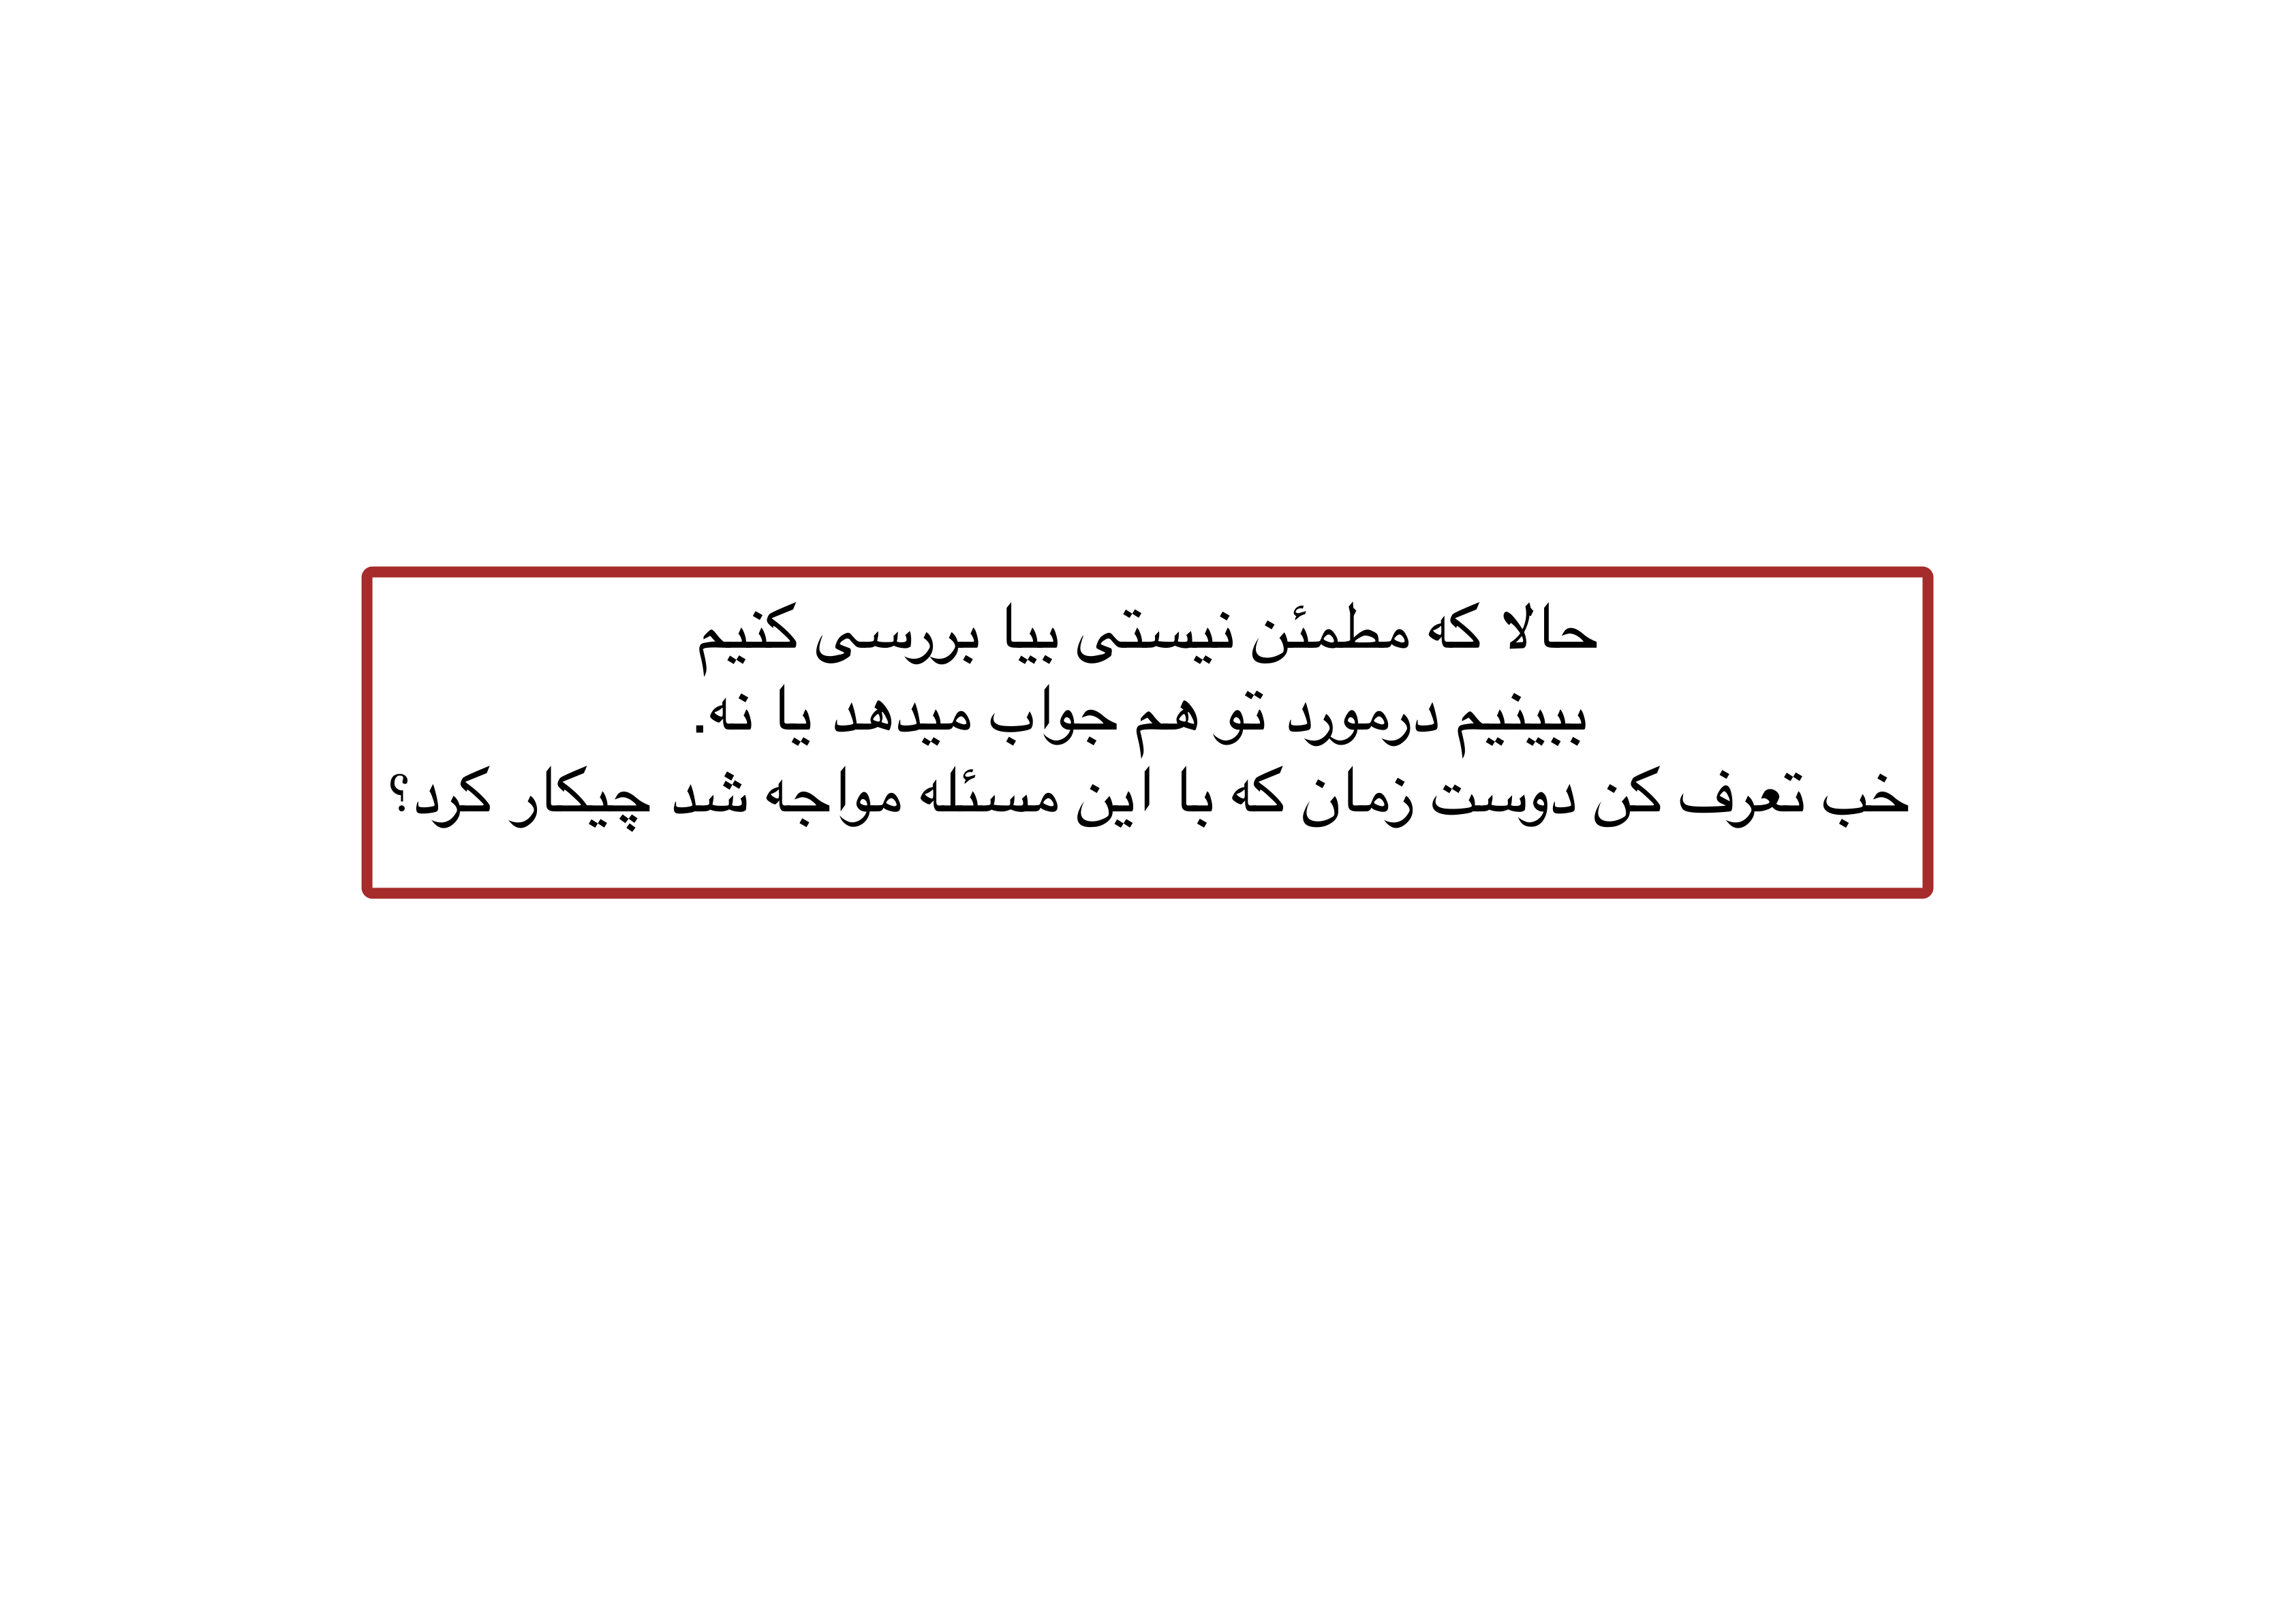 حالا که مطمئن نیستی بیا بررسی کنیم
ببینیم درمورد تو هم جواب میدهد یا نه.
خب تعرف کن دوست زمان که با این مسئله مواجه شد چیکار کرد؟